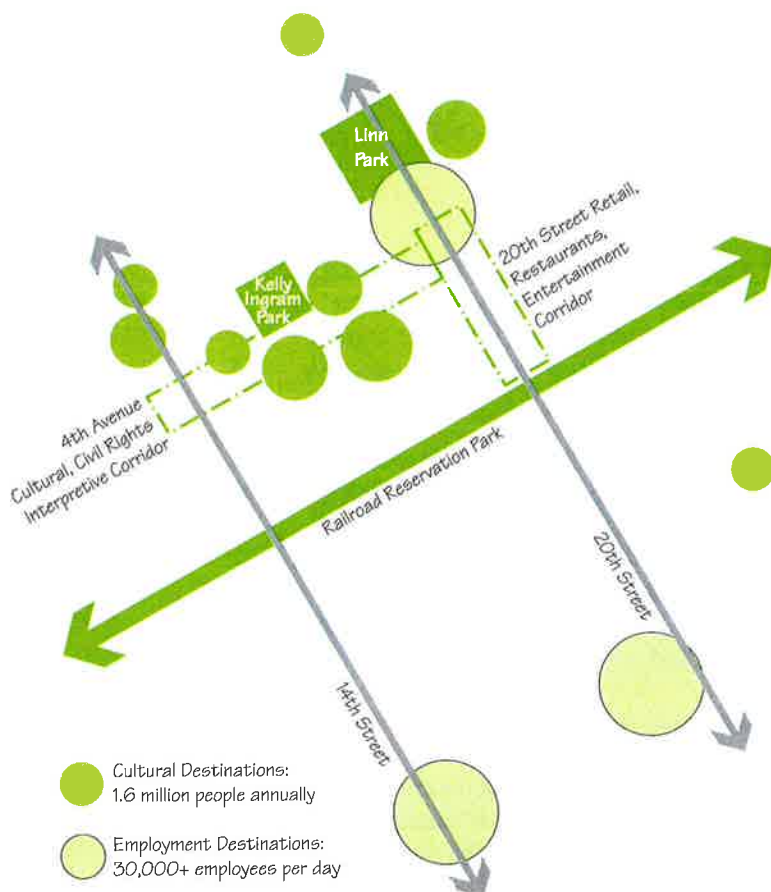 Linn
Park
20th Street Retail,
Restaurants,
Entertainment
Corridor
Kelly
Ingram
Park
4th Avenue
Cultural, Civil Rights
Interpretive Corridor
Railroad Reservation Park
20th Street
14th Street
Cultural Destinations:
1.6 million people annually
Employment Destinations:
30,000+ employees per day